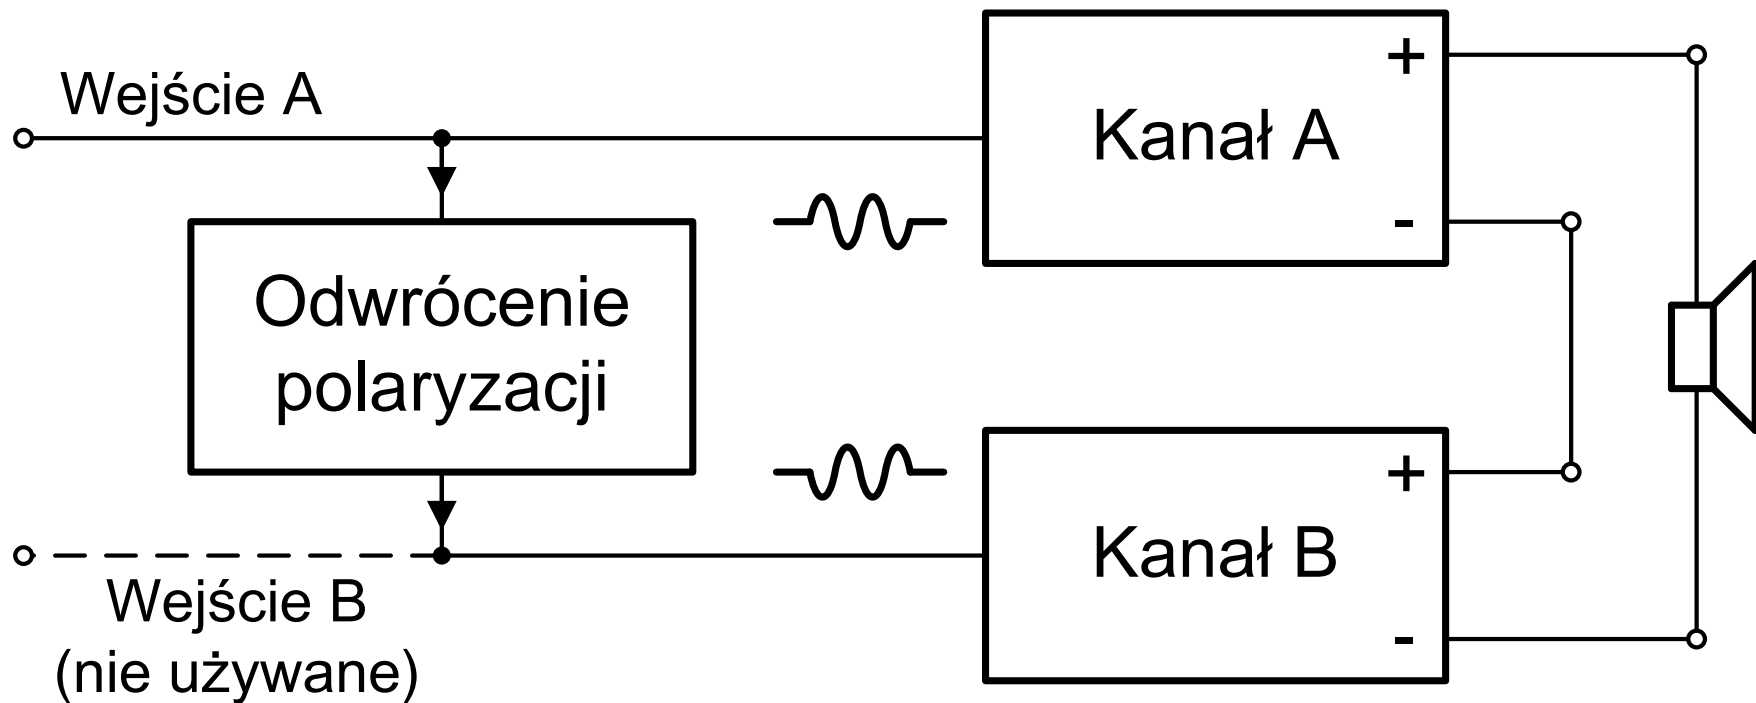 Wejście A
Kanał A
+
-
Odwrócenie
polaryzacji
Kanał B
+
-
Wejście B
(nie używane)